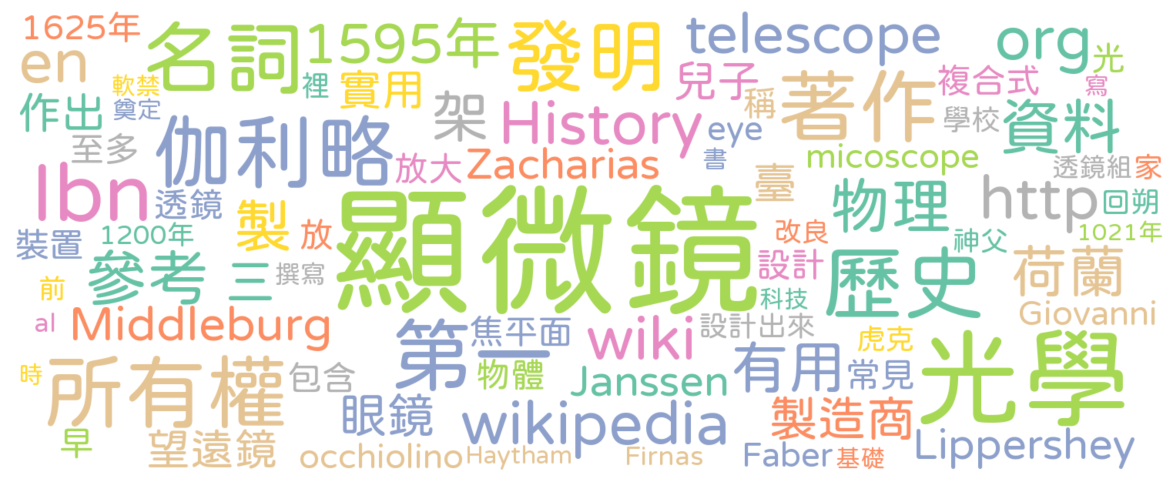 1625年 名詞 1595年 發明 telescope org 光
en 軟禁 裡 實用 兒子 複合式 寫
作出 奠定 架 稱 著作 學校 資料
至多 伽利略 History eye
放大 Zacharias 書 micoscope 透鏡組 家
Ibn 透鏡 顯微鏡 臺 物理 http 回朔
裝置 1200年 製 放 改良 神父 1021年
前 參考 三 撰寫 設計 歷史 荷蘭
al Middleburg 科技 Giovanni
第一 焦平面 wiki 設計出來 虎克
時 所有權 包含 物體 Janssen 有用 常見 光學
早 望遠鏡 眼鏡 wikipedia 製造商
occhiolino Haytham Firnas Faber 基礎 Lippershey